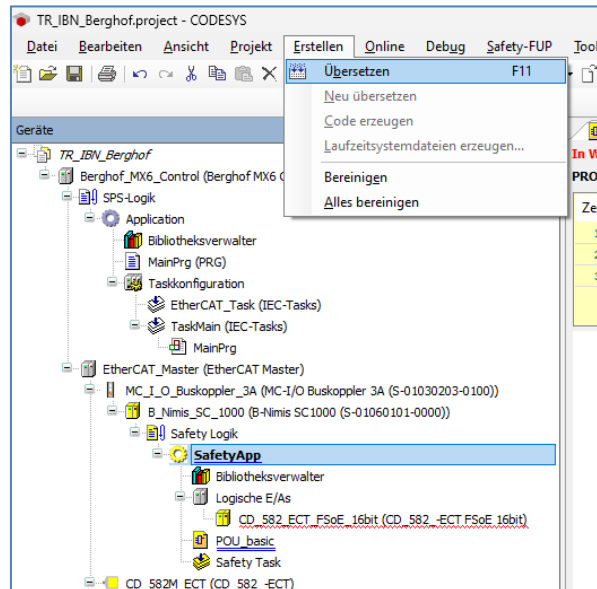 TR_IBN_Berghof.project - CODESYS
Datei Bearbeiten Ansicht Projekt Erstellen Online Debug Safety-FUP
Übersetzen F11
Neu übersetzen
Code erzeugen
Laufzeitsystemdateien erzeugen...
Bereinigen
Alles bereinigen
Geräte
TR_IBN_Berghof
Berghof_MX6_Control (Berghof MX6
SPS-Logik
Application
Bibliotheksverwalter
MainPrg (PRG)
Taskkonfiguration
EtherCAT_Task (IEC-Tasks)
TaskMain (IEC-Tasks)
MainPrg
EtherCAT_Master (EtherCAT Master)
MC_I_O_Buskoppler_3A (MC-I/O Buskoppler 3A (S-01030203-0100))
B_Nimis_SC_1000 (B-Nimis SC1000 (S-01060101-0000))
Safety Logik
SafetyApp
Bibliotheksverwalter
Logische E/As
CD_582_ECT_FSoE_16bit (CD_582_-ECT FSoE 16bit)
POU_basic
Safety Task
CD_582M_ECT (CD_582_-ECT)
In
PRO
Ze
1
2
3